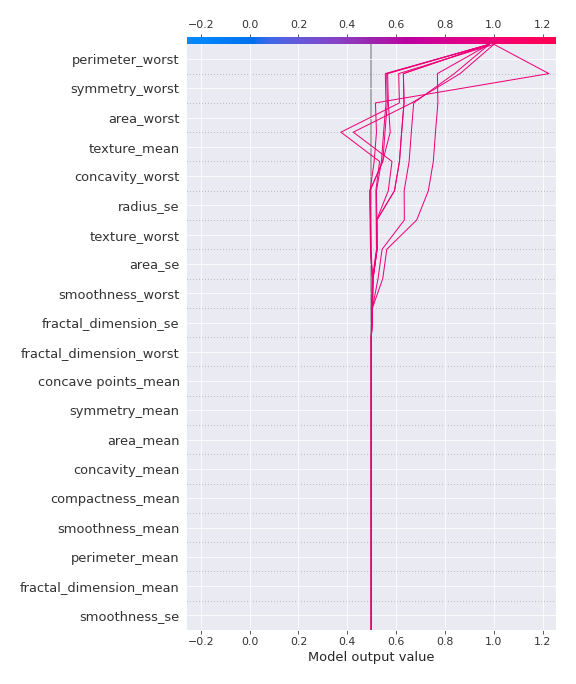 −0.2 0.0 0.2 0.4 0.6 0.8 1.0 1.2
perimeter_worst
symmetry_worst
area_worst
texture_mean
concavity_worst
radius_se
texture_worst
area_se
smoothness_worst
fractal_dimension_se
fractal_dimension_worst
concave points_mean
symmetry_mean
area_mean
concavity_mean
compactness_mean
smoothness_mean
perimeter_mean
fractal_dimension_mean
smoothness_se
−0.2 0.0 0.2 0.4 0.6 0.8 1.0 1.2
Model output value